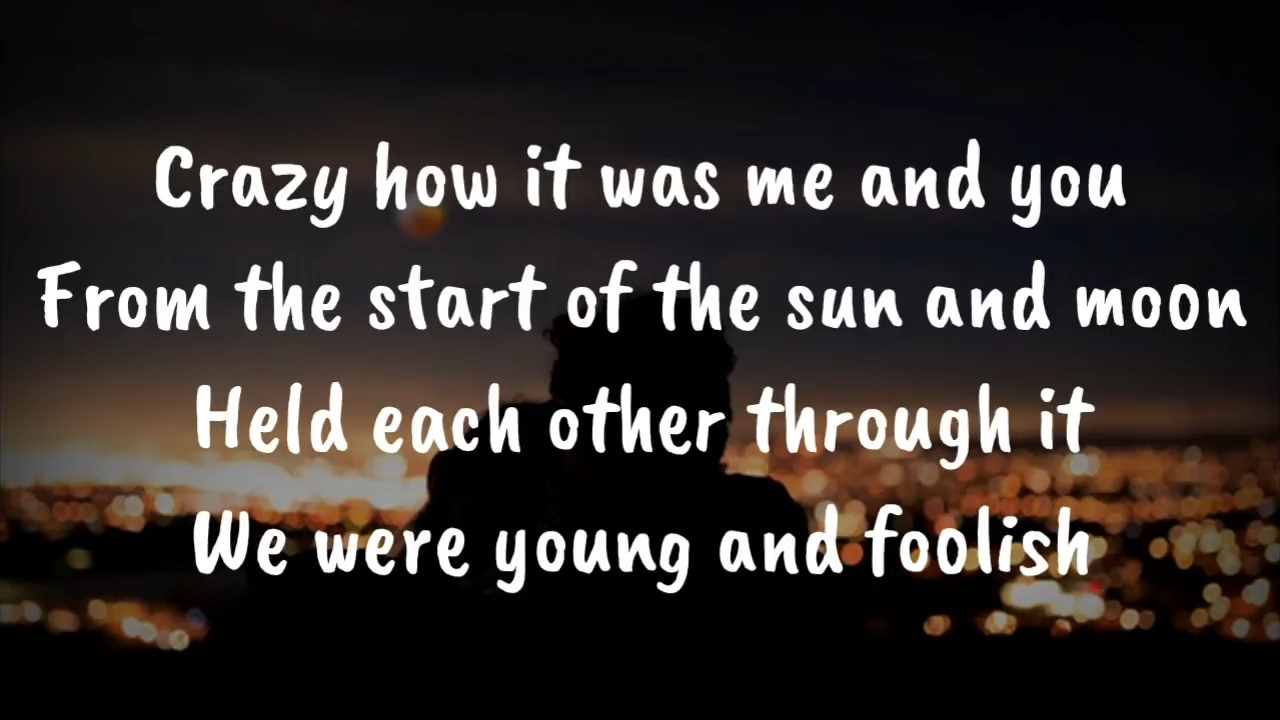 Crazy how it was me and you
From the start of the sun and moon
Held each other through it
We were young and foolish